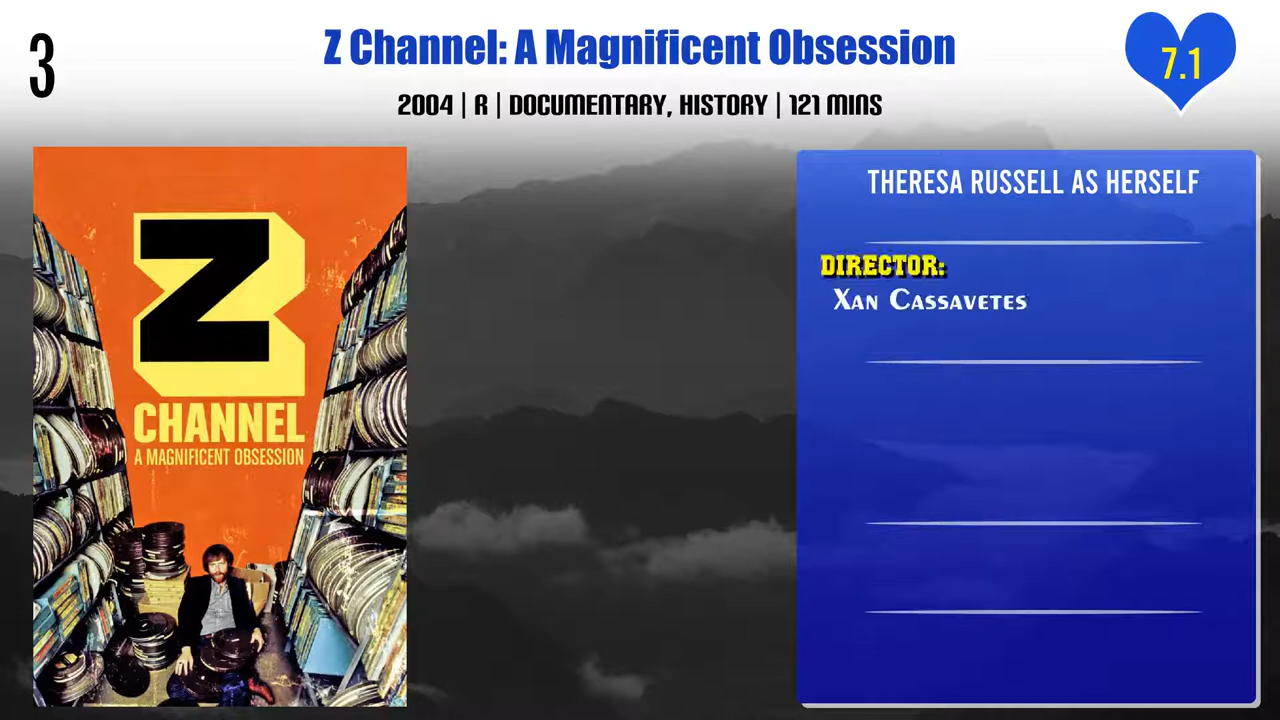 3
Z Channel: A Magnificent Obsession
7.1
2004 | R | DOCUMENTARY, HISTORY | 121 MINS
Z
CHANNEL
A MAGNIFICENT OBSESSION
THERESA RUSSELL AS HERSELF
DIRECTOR:
XAN CASSAVETES